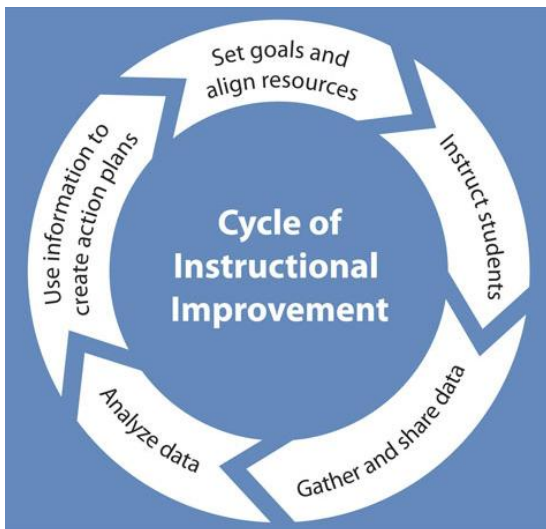 Cycle of
Instructional
Improvement
Set goals and
align resources
Instruct students
Gather and share data
Analyze data
Use information to
create action plans